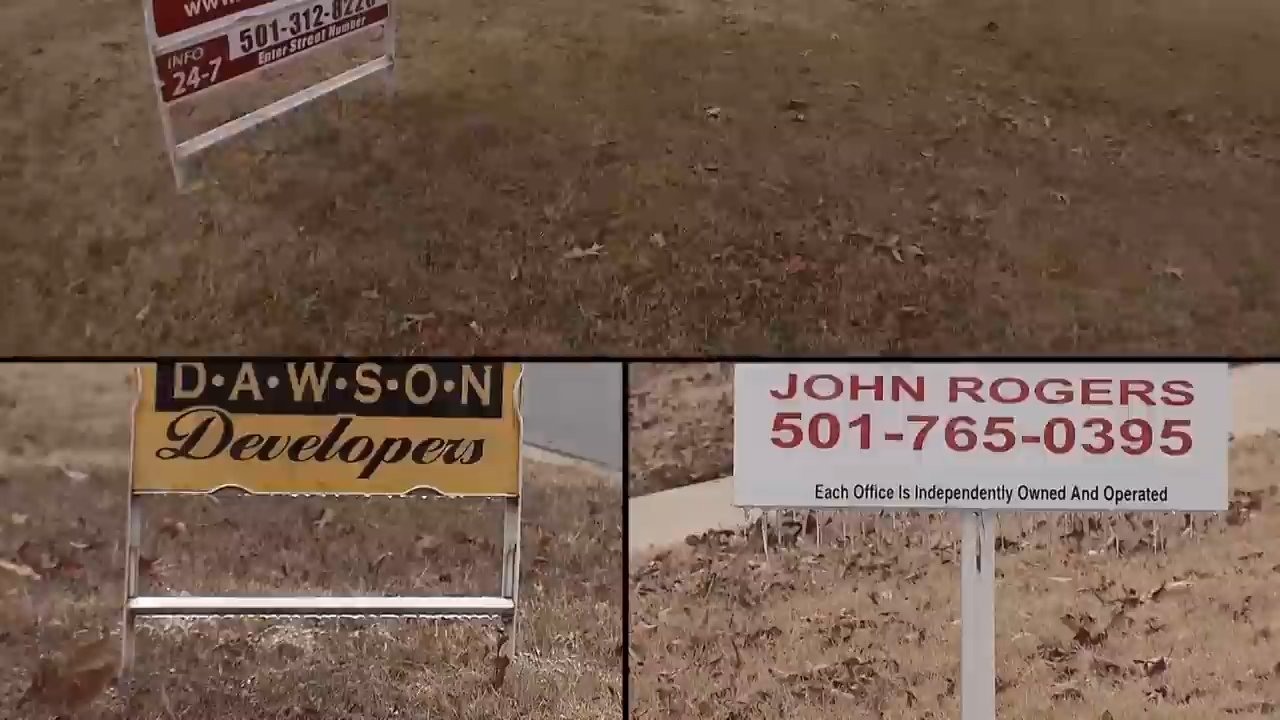 www.
INFO
24-7
501-312-8220
Enter Street Number
D•A•W•S•O•N
Developers
JOHN ROGERS
501-765-0395
Each Office Is Independently Owned And Operated